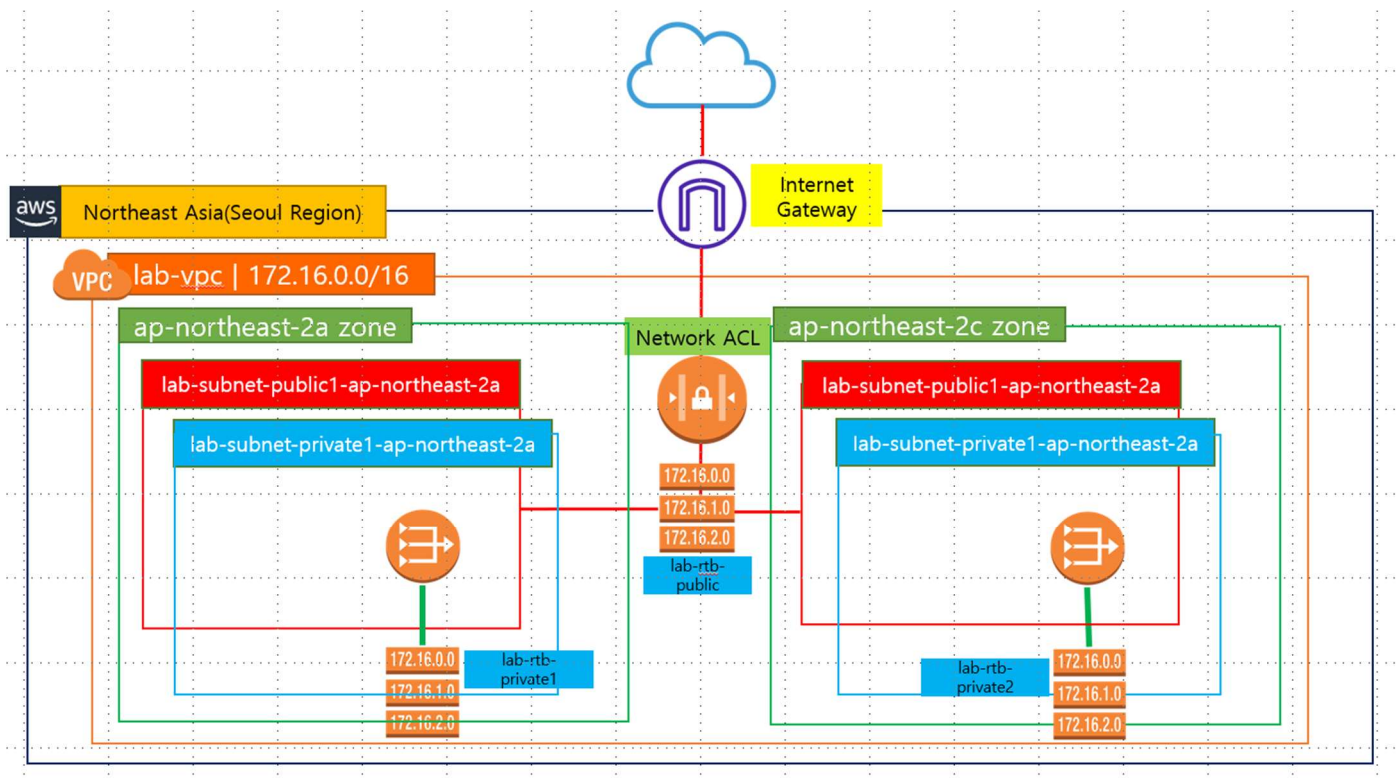 Internet
Gateway
aws
Northeast Asia(Seoul Region)
VPC
lab-vpc | 172.16.0.0/16
ap-northeast-2a zone
Network ACL
ap-northeast-2c zone
lab-subnet-public1-ap-northeast-2a
lab-subnet-public1-ap-northeast-2a
lab-subnet-private1-ap-northeast-2a
lab-subnet-private1-ap-northeast-2a
172.16.0.0
172.16.1.0
172.16.2.0
lab-rtb-
public
172.16.0.0
172.16.1.0
172.16.2.0
lab-rtb-
private1
lab-rtb-
private2
172.16.0.0
172.16.1.0
172.16.2.0